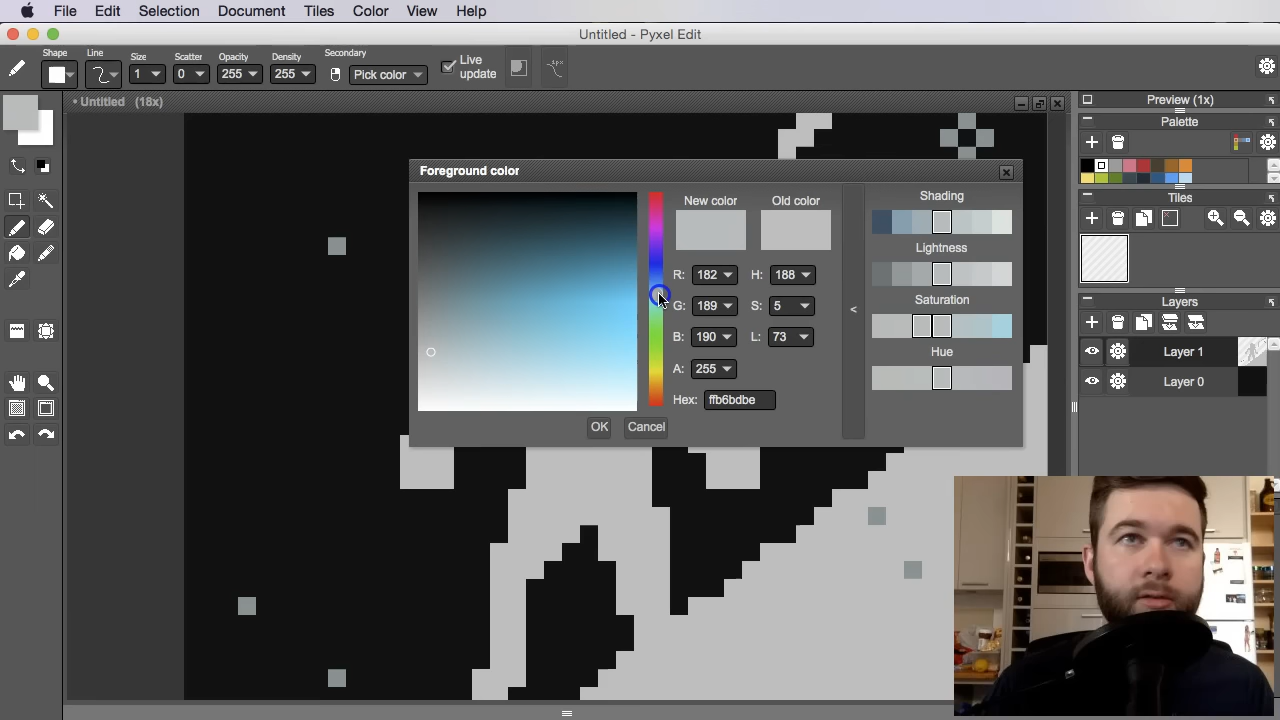 File Edit Selection Document Tiles Color View Help
Untitled - Pyxel Edit
Shape Line Size Scatter Opacity Density Secondary
1 0 255 255 Pick color Live update
• Untitled (18x)
Preview (1x)
Palette
Tiles
Layers
Layer 1
Layer 0
Foreground color
New color Old color
R: 182 H: 188
G: 189 S: 5
B: 190 L: 73
A: 255
Hex: ffb6bdbe
OK Cancel
<
Shading
Lightness
Saturation
Hue